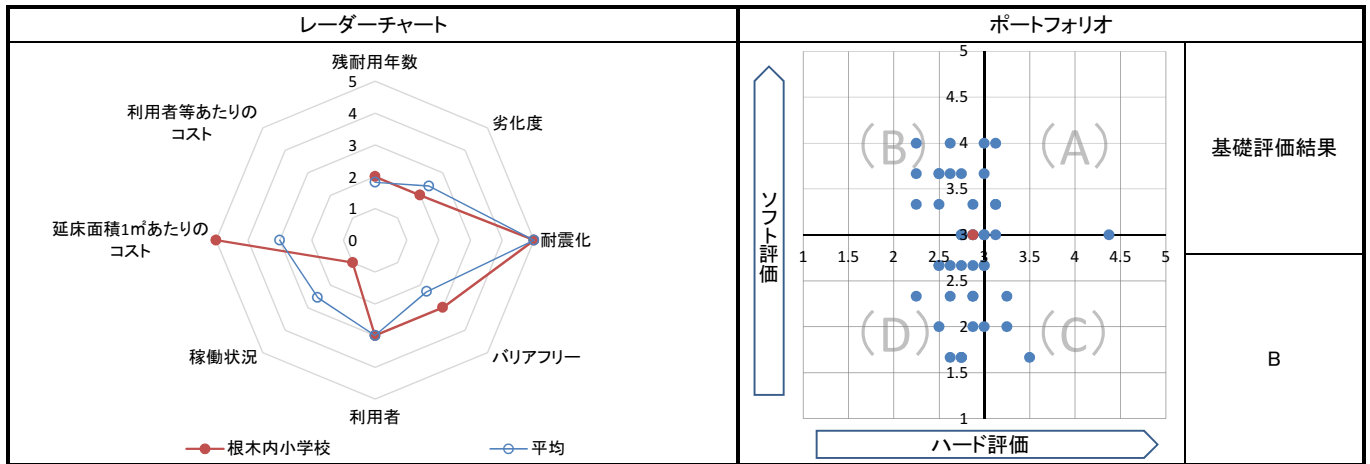 レーダーチャート
残耐用年数
5
4
3
2
1
0
利用者等あたりの
コスト
劣化度
延床面積1㎡あたりの
コスト
耐震化
稼働状況
バリアフリー
利用者
根木内小学校
平均
ポートフォリオ
ソフト評価
5
4.5
4
3.5
3
2.5
2
1.5
1
1
1.5
2
2.5
3
3.5
4
4.5
5
(B)
(A)
(D)
(C)
ハード評価
基礎評価結果
B